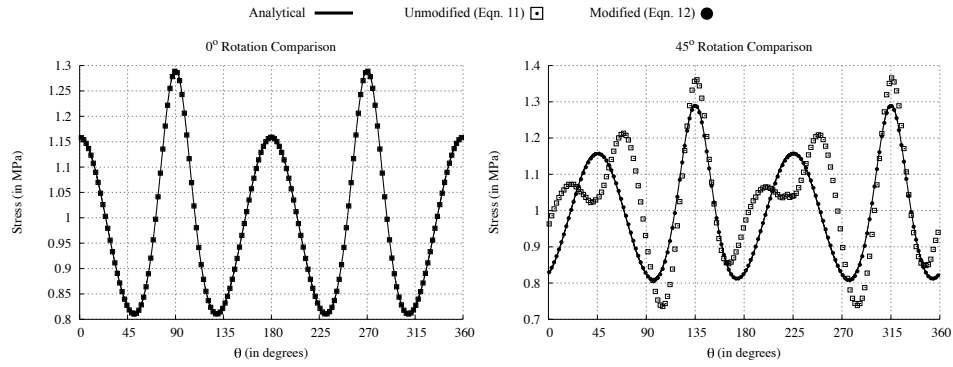 Analytical Unmodified (Eqn. 11) Modified (Eqn. 12)
0° Rotation Comparison
Stress (in MPa)
1.3
1.25
1.2
1.15
1.1
1.05
1
0.95
0.9
0.85
0.8
0 45 90 135 180 225 270 315 360
θ (in degrees)
45° Rotation Comparison
Stress (in MPa)
1.4
1.3
1.2
1.1
1
0.9
0.8
0.7
0 45 90 135 180 225 270 315 360
θ (in degrees)